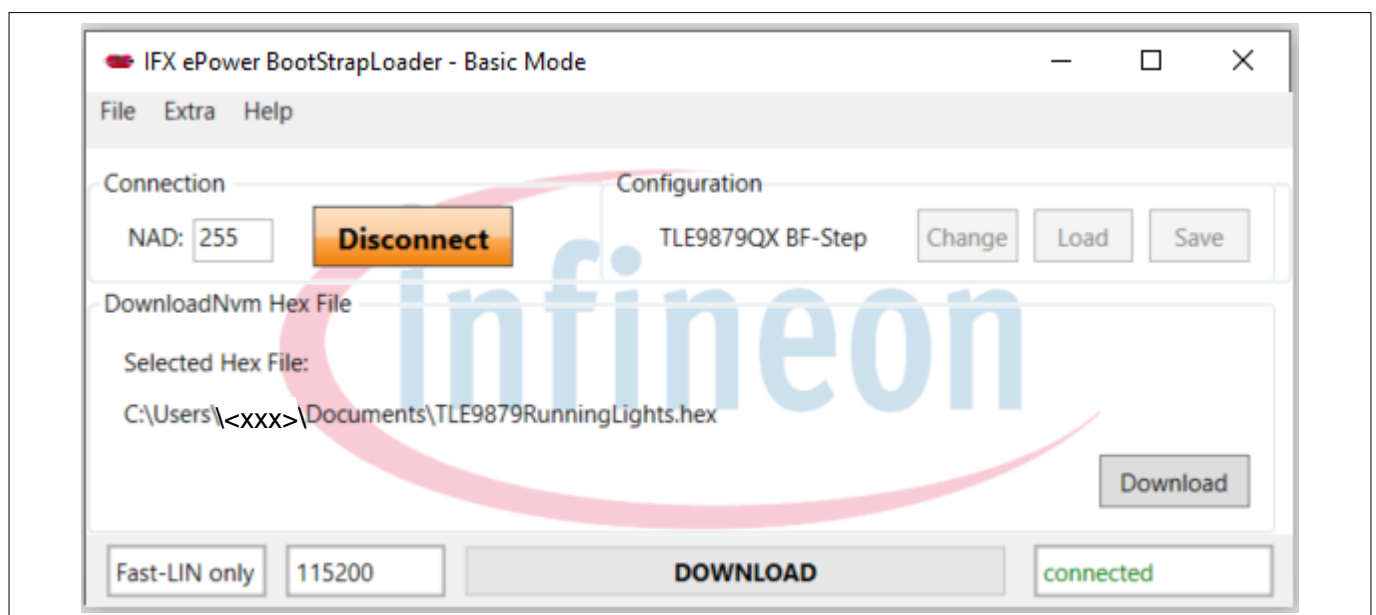 IFX ePower BootStrapLoader - Basic Mode
File Extra Help
Connection
NAD: 255 Disconnect
Configuration
TLE9879QX BF-Step Change Load Save
DownloadNvm Hex File
Selected Hex File:
C:\Users\\<xxx>\Documents\TLE9879RunningLights.hex
Download
Fast-LIN only 115200 DOWNLOAD connected
infineon